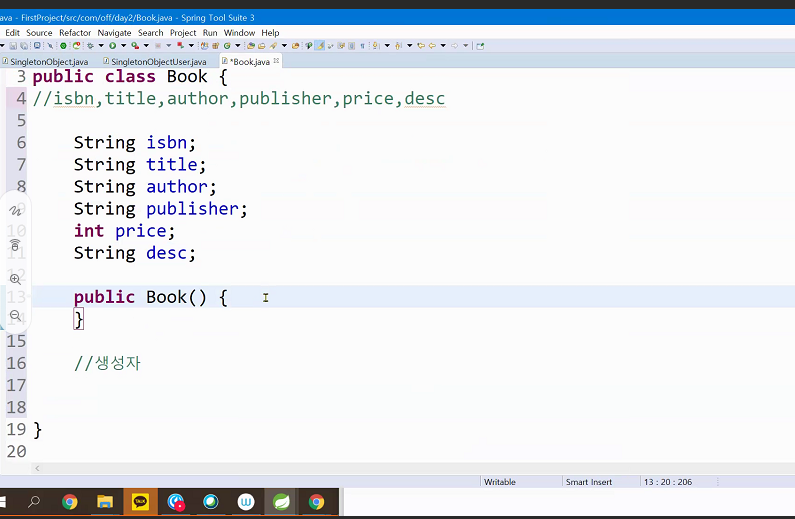 ava - FirstProject/src/com/off/day2/Book.java - Spring Tool Suite 3
Edit Source Refactor Navigate Search Project Run Window Help
SingletonObject.java SingletonObjectUser.java *Book.java
3 public class Book {
4 //isbn,title,author,publisher,price,desc
5
6 String isbn;
7 String title;
8 String author;
9 String publisher;
10 int price;
11 String desc;
12
13 public Book() {
14 }
15
16 //생성자
17
18
19 }
20
Writable Smart Insert 13 : 20 : 206
TALK